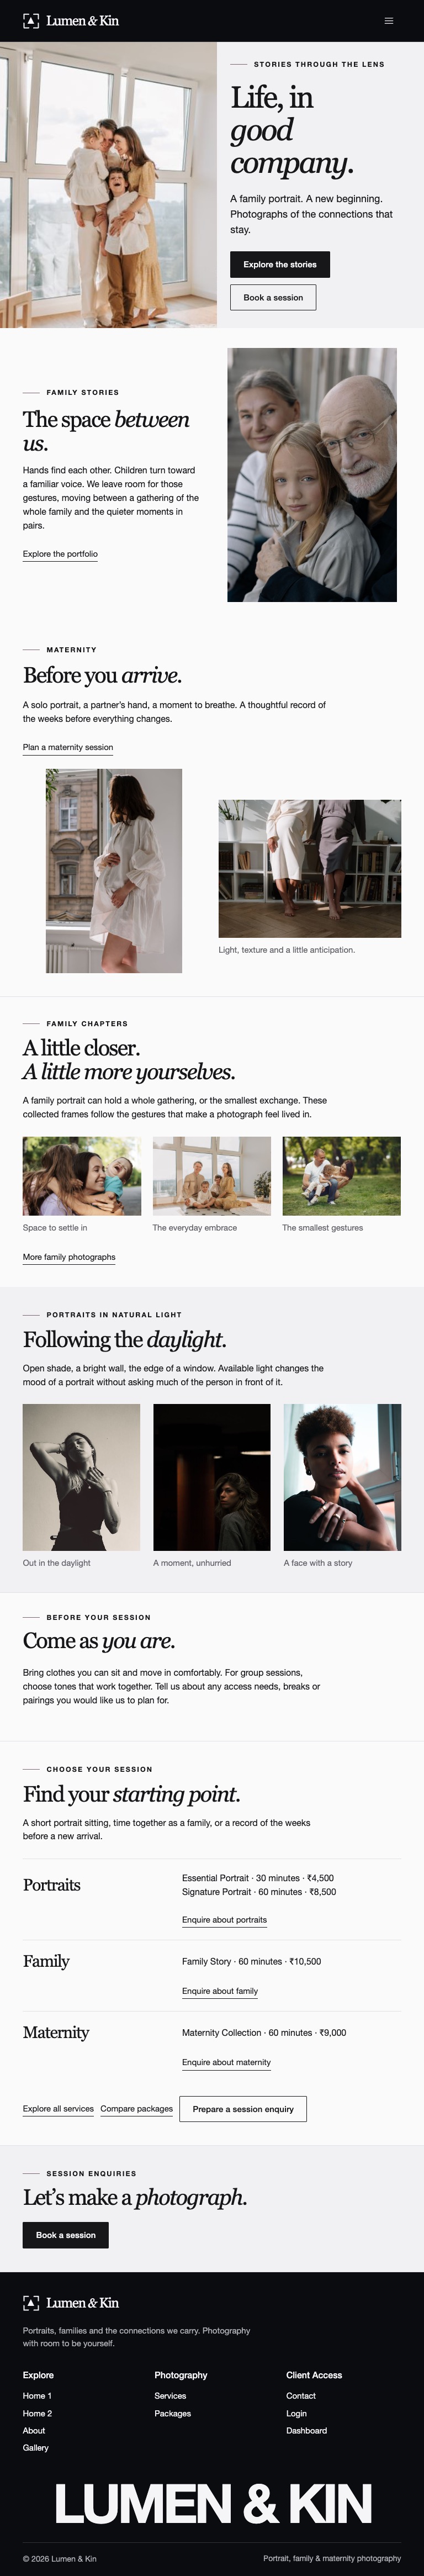 Lumen & Kin
STORIES THROUGH THE LENS
Life, in
good
company.
A family portrait. A new beginning.
Photographs of the connections that
stay.
Explore the stories
Book a session
FAMILY STORIES
The space between
us.
Hands find each other. Children turn toward
a familiar voice. We leave room for those
gestures, moving between a gathering of the
whole family and the quieter moments in
pairs.
Explore the portfolio
MATERNITY
Before you arrive.
A solo portrait, a partner's hand, a moment to breathe. A thoughtful record of
the weeks before everything changes.
Plan a maternity session
Light, texture and a little anticipation.
FAMILY CHAPTERS
A little closer.
A little more yourselves.
A family portrait can hold a whole gathering, or the smallest exchange. These
collected frames follow the gestures that make a photograph feel lived in.
Space to settle in
The everyday embrace
The smallest gestures
More family photographs
PORTRAITS IN NATURAL LIGHT
Following the daylight.
Open shade, a bright wall, the edge of a window. Available light changes the
mood of a portrait without asking much of the person in front of it.
Out in the daylight
A moment, unhurried
A face with a story
BEFORE YOUR SESSION
Come as you are.
Bring clothes you can sit and move in comfortably. For group sessions,
choose tones that work together. Tell us about any access needs, breaks or
pairings you would like us to plan for.
CHOOSE YOUR SESSION
Find your starting point.
A short portrait sitting, time together as a family, or a record of the weeks
before a new arrival.
Portraits
Essential Portrait · 30 minutes · ₹4,500
Signature Portrait · 60 minutes · ₹8,500
Enquire about portraits
Family
Family Story · 60 minutes · ₹10,500
Enquire about family
Maternity
Maternity Collection · 60 minutes · ₹9,000
Enquire about maternity
Explore all services
Compare packages
Prepare a session enquiry
SESSION ENQUIRIES
Let's make a photograph.
Book a session
Lumen & Kin
Portraits, families and the connections we carry. Photography
with room to be yourself.
Explore
Home 1
Home 2
About
Gallery
Photography
Services
Packages
Client Access
Contact
Login
Dashboard
LUMEN & KIN
© 2026 Lumen & Kin
Portrait, family & maternity photography